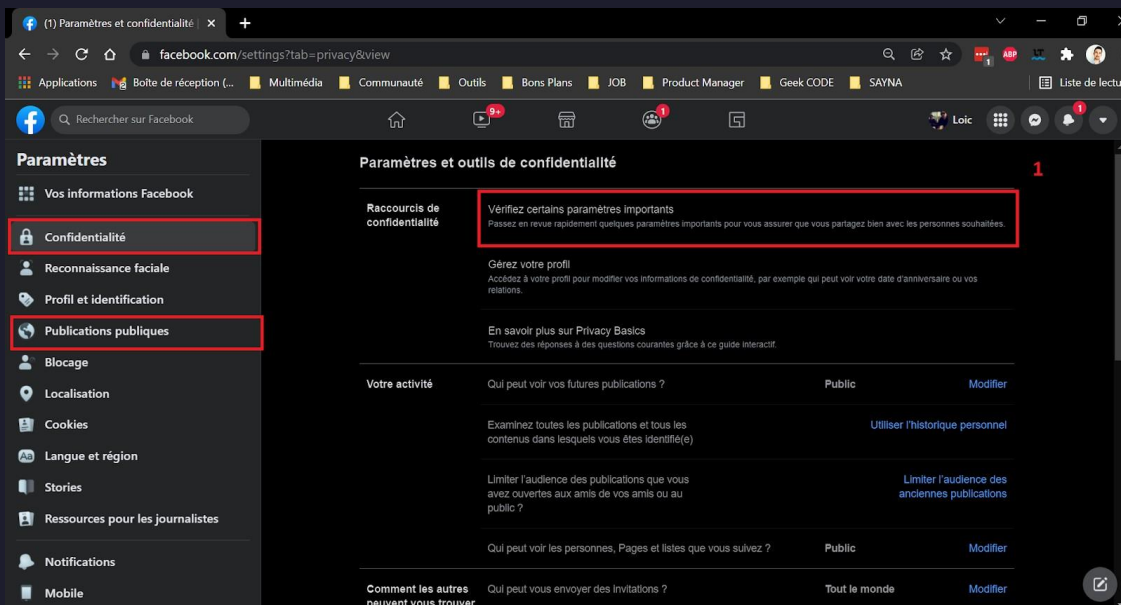 (1) Paramètres et confidentialité
facebook.com/settings?tab=privacy&view
1
ABP
Applications
Boîte de réception (...
Multimédia
Communauté
Outils
Bons Plans
JOB
Product Manager
Geek CODE
SAYNA
Liste de lectu
Rechercher sur Facebook
9+
1
Loic
1
Paramètres
Vos informations Facebook
Confidentialité
Reconnaissance faciale
Profil et identification
Publications publiques
Blocage
Localisation
Cookies
Aa
Langue et région
Stories
Ressources pour les journalistes
Notifications
Mobile
Paramètres et outils de confidentialité
1
Raccourcis de
confidentialité
Vérifiez certains paramètres importants
Passez en revue rapidement quelques paramètres importants pour vous assurer que vous partagez bien avec les personnes souhaitées.
Gérez votre profil
Accédez à votre profil pour modifier vos informations de confidentialité, par exemple qui peut voir votre date d'anniversaire ou vos
relations.
En savoir plus sur Privacy Basics
Trouvez des réponses à des questions courantes grâce à ce guide interactif.
Votre activité
Qui peut voir vos futures publications ?
Public
Modifier
Examinez toutes les publications et tous les
contenus dans lesquels vous êtes identifié(e)
Utiliser l'historique personnel
Limiter l'audience des publications que vous
avez ouvertes aux amis de vos amis ou au
public ?
Limiter l'audience des
anciennes publications
Qui peut voir les personnes, Pages et listes que vous suivez ?
Public
Modifier
Comment les autres
peuvent vous trouver
Qui peut vous envoyer des invitations ?
Tout le monde
Modifier